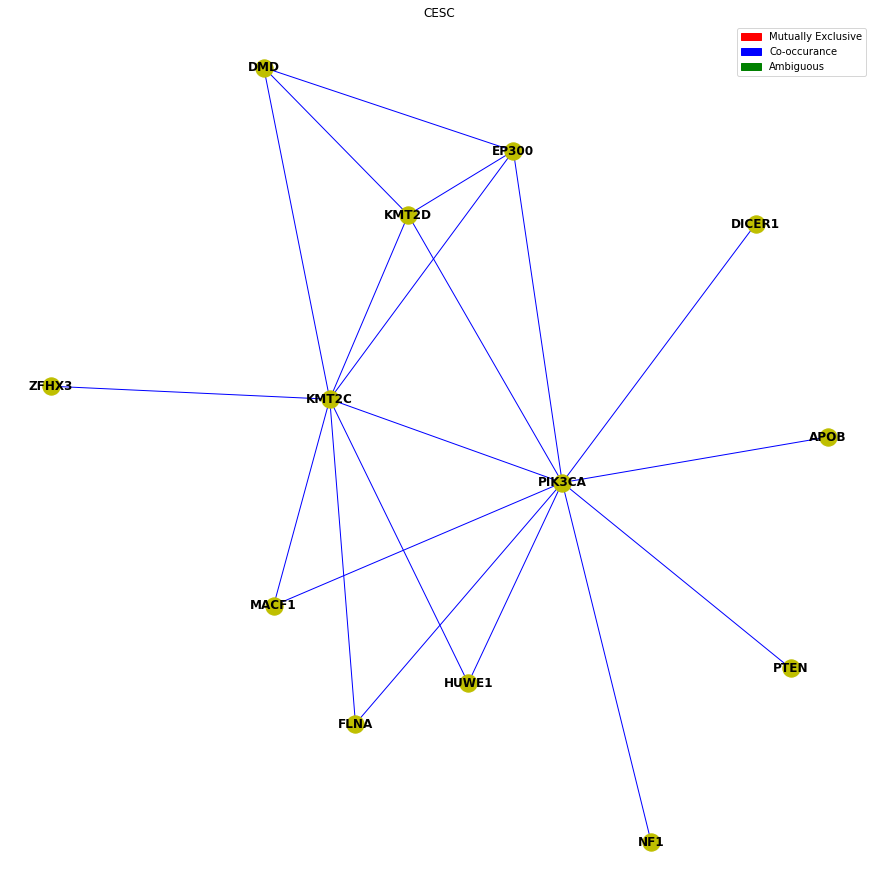 CESC
Mutually Exclusive
Co-occurance
Ambiguous
DMD
EP300
KMT2D
DICER1
ZFHX3
KMT2C
APOB
PIK3CA
MACF1
PTEN
HUWE1
FLNA
NF1